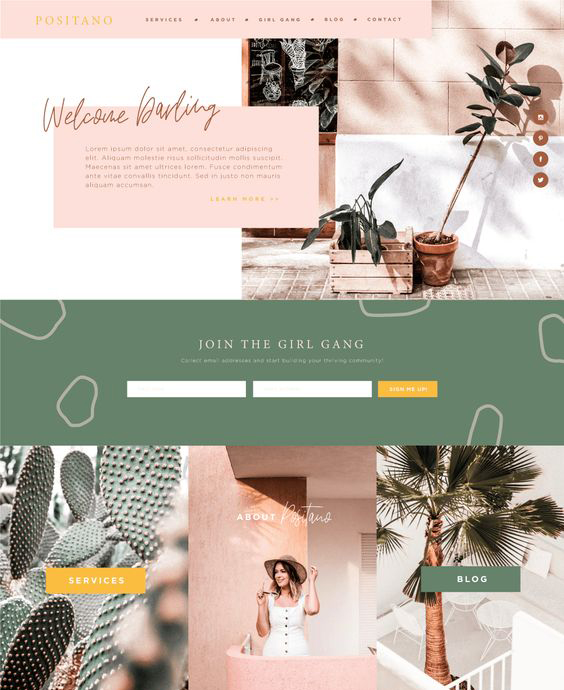 POSITANO
SERVICES ABOUT GIRL GANG BLOG CONTACT
Welcome Darling
Lorem ipsum dolor sit amet, consectetur adipiscing
elit. Aliquam molestie risus sollicitudin mollis suscipit.
Maecenas sit amet ultrices lorem. Fusce condimentum
ante vitae convallis tincidunt. Sed in justo non mauris
aliquam accumsan.
LEARN MORE >>
JOIN THE GIRL GANG
Collect email addresses and start building your thriving community!
SIGN ME UP!
ABOUT Positano
SERVICES
BLOG